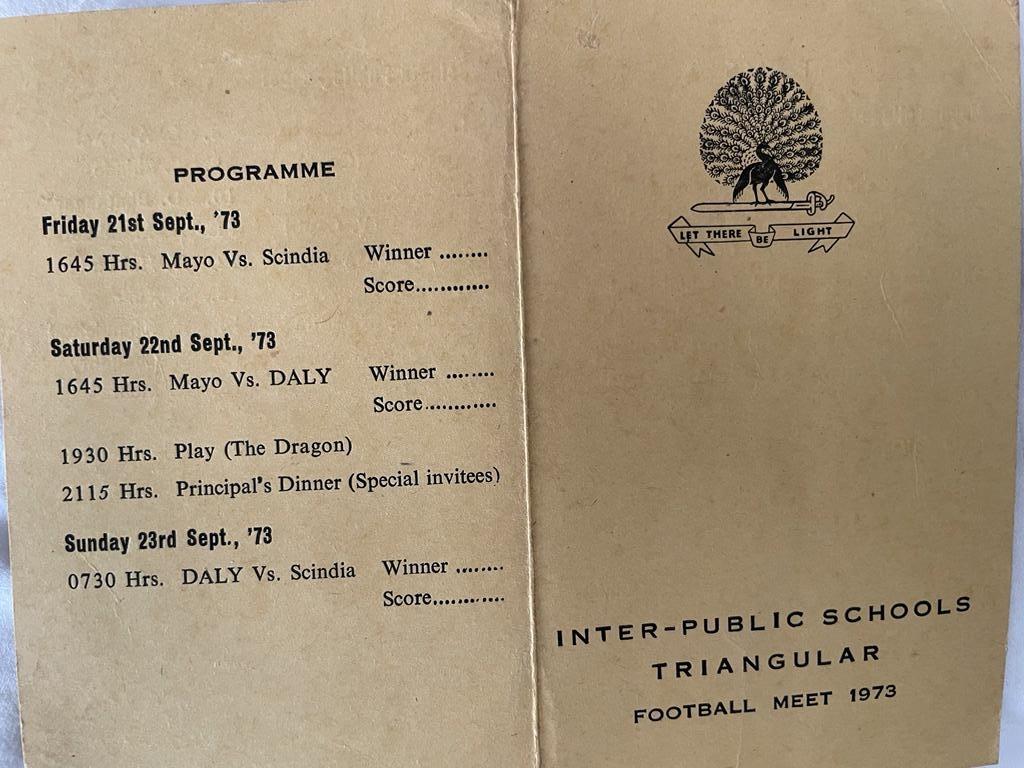 PROGRAMME
Friday 21st Sept., '73
1645 Hrs. Mayo Vs. Scindia Winner ........
Score............
Saturday 22nd Sept., '73
1645 Hrs. Mayo Vs. DALY Winner ........
Score............
1930 Hrs. Play (The Dragon)
2115 Hrs. Principal's Dinner (Special invitees)
Sunday 23rd Sept., '73
0730 Hrs. DALY Vs. Scindia Winner ........
Score............
LET THERE BE LIGHT
INTER-PUBLIC SCHOOLS
TRIANGULAR
FOOTBALL MEET 1973